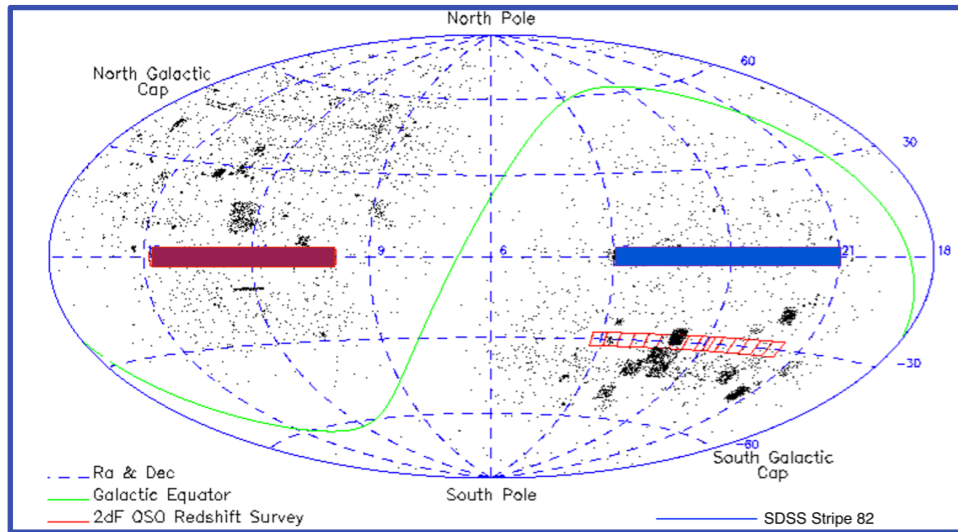 North Pole
North Galactic
Cap
60
30
9
6
21
18
-30
-60
South Galactic
Cap
South Pole
Ra & Dec
Galactic Equator
2dF QSO Redshift Survey
SDSS Stripe 82